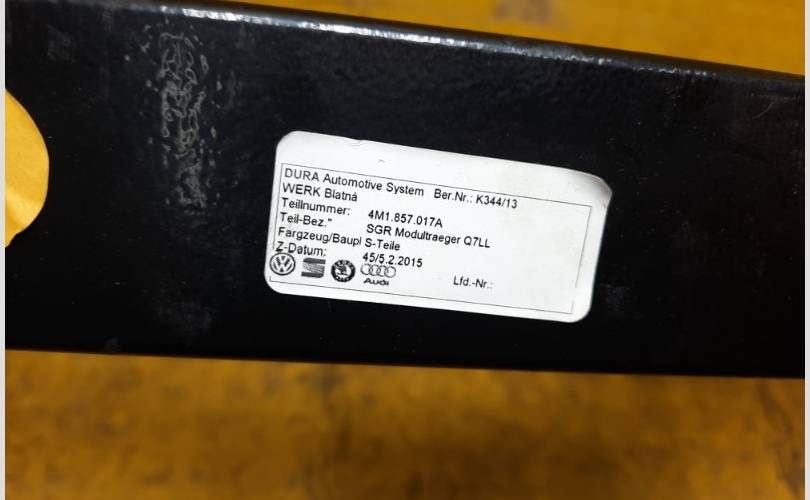 DURA Automotive System Ber.Nr.: K344/13
WERK Blatná
Teillnummer: 4M1.857.017A
Teil-Bez." SGR Modultraeger Q7LL
Fargzeug/Baupl S-Teile
Z-Datum: 45/5.2.2015
Audi Lfd.-Nr.: